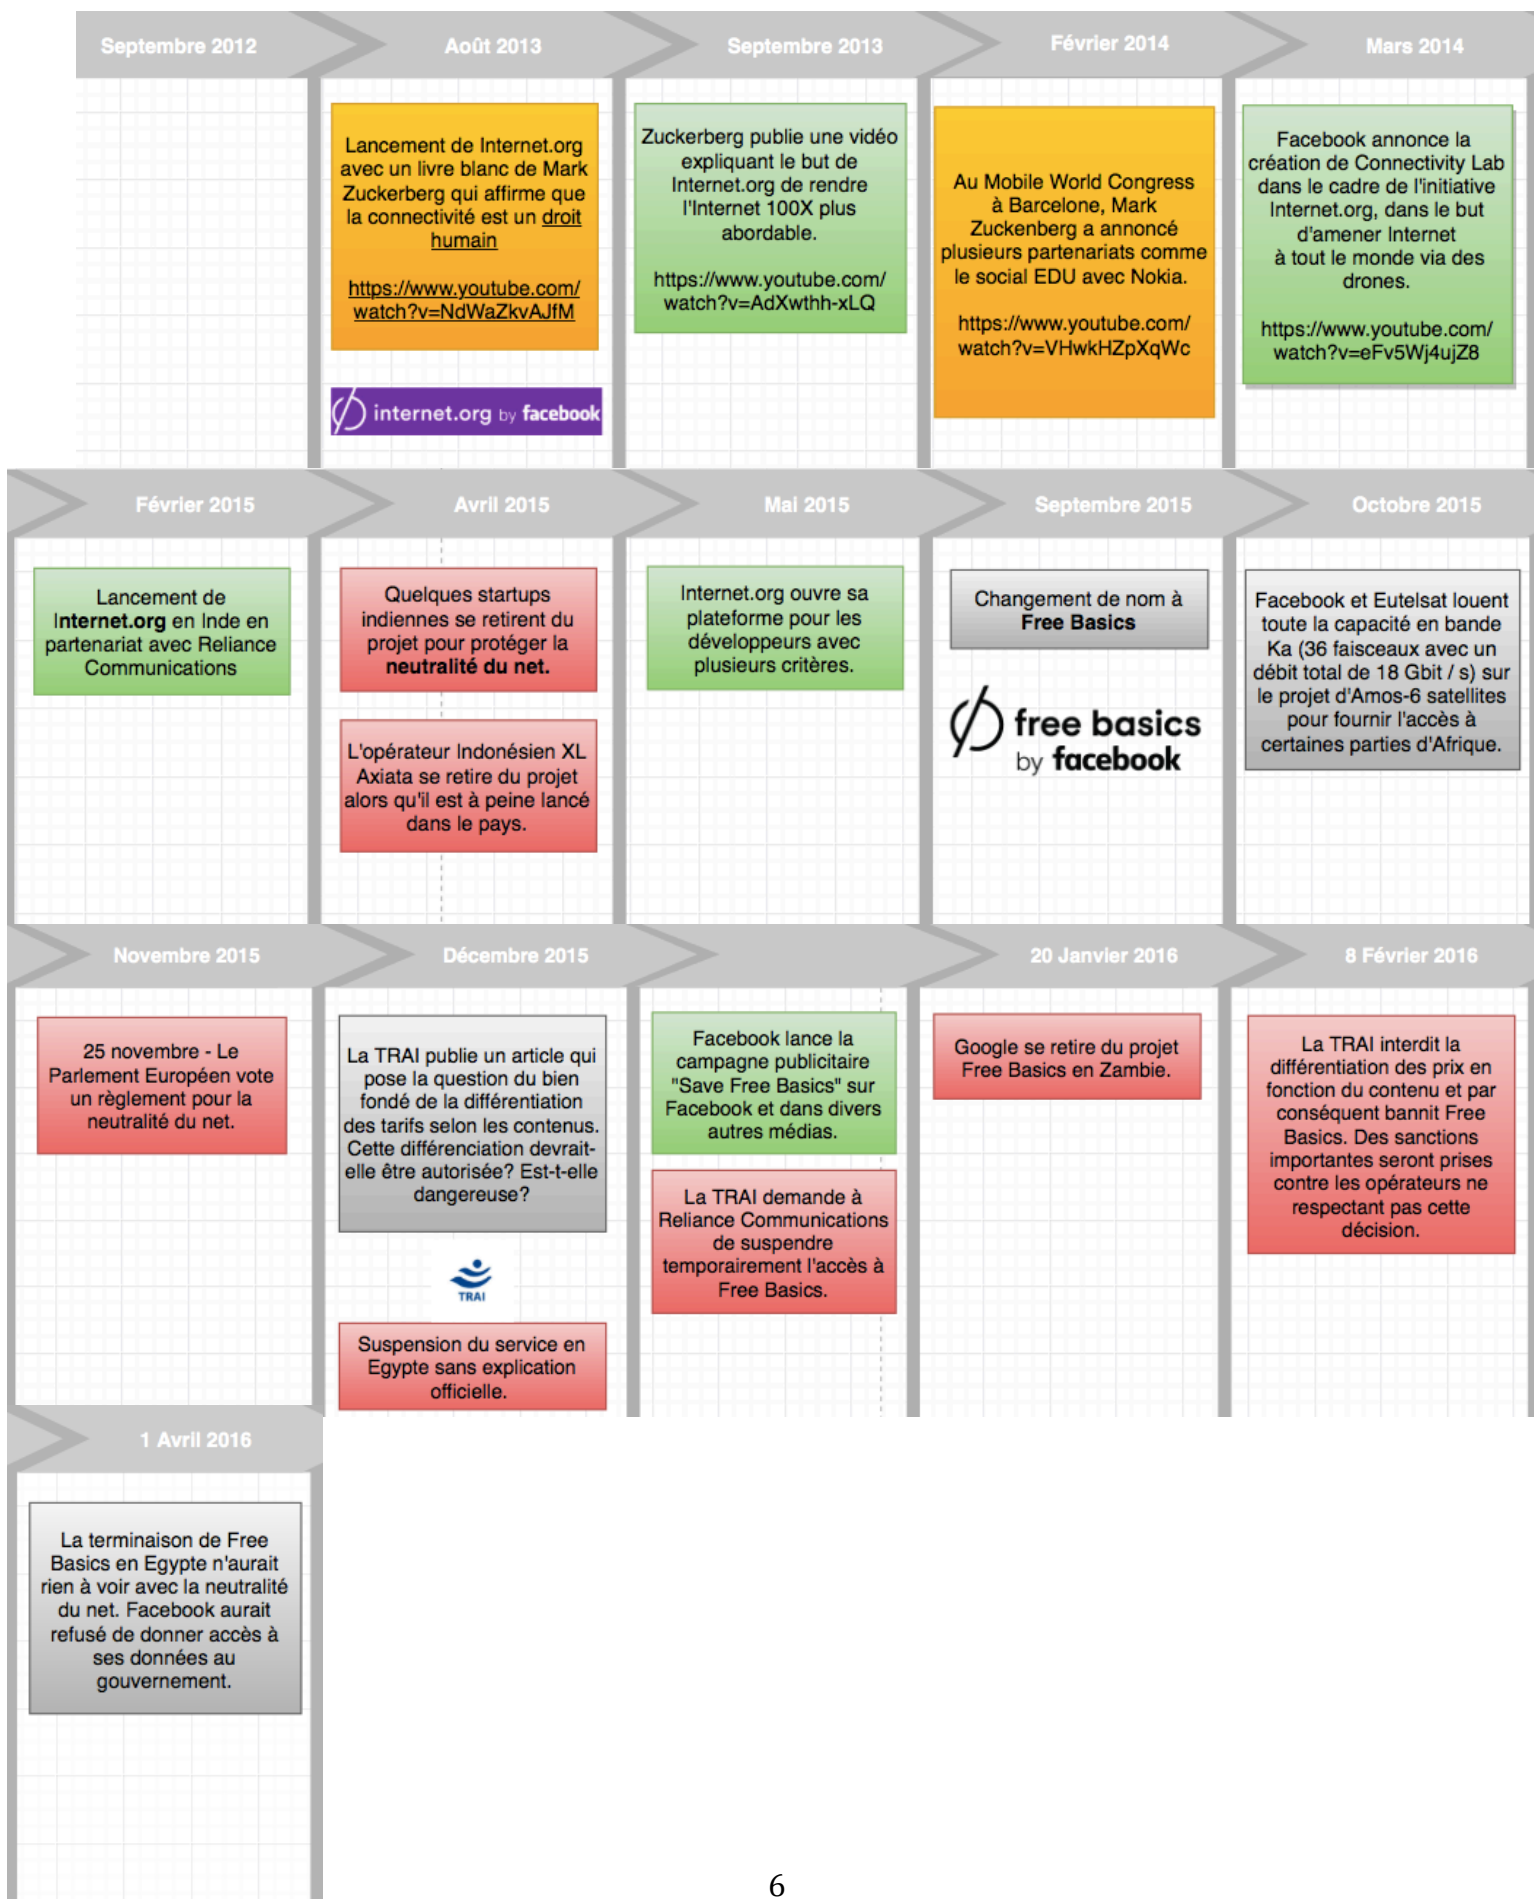 Septembre 2012
Août 2013
Septembre 2013
Février 2014
Mars 2014
Lancement de Internet.org
avec un livre blanc de Mark
Zuckerberg qui affirme que
la connectivité est un droit
humain
https://www.youtube.com/
watch?v=NdWaZkvAJfM
internet.org by facebook
Zuckerberg publie une vidéo
expliquant le but de
Internet.org de rendre
l'Internet 100X plus
abordable.
https://www.youtube.com/
watch?v=AdXwthh-xLQ
Au Mobile World Congress
à Barcelone, Mark
Zuckenberg a annoncé
plusieurs partenariats comme
le social EDU avec Nokia.
https://www.youtube.com/
watch?v=VHwkHZpXqWc
Facebook annonce la
création de Connectivity Lab
dans le cadre de l'initiative
Internet.org, dans le but
d'amener Internet
à tout le monde via des
drones.
https://www.youtube.com/
watch?v=eFv5Wj4ujZ8
Février 2015
Avril 2015
Mai 2015
Septembre 2015
Octobre 2015
Lancement de
Internet.org en Inde en
partenariat avec Reliance
Communications
Quelques startups
indiennes se retirent du
projet pour protéger la
neutralité du net.
L'opérateur Indonésien XL
Axiata se retire du projet
alors qu'il est à peine lancé
dans le pays.
Internet.org ouvre sa
plateforme pour les
développeurs avec
plusieurs critères.
Changement de nom à
Free Basics
free basics
by facebook
Facebook et Eutelsat louent
toute la capacité en bande
Ka (36 faisceaux avec un
débit total de 18 Gbit / s) sur
le projet d'Amos-6 satellites
pour fournir l'accès à
certaines parties d'Afrique.
Novembre 2015
Décembre 2015
20 Janvier 2016
8 Février 2016
25 novembre - Le
Parlement Européen vote
un règlement pour la
neutralité du net.
La TRAI publie un article qui
pose la question du bien
fondé de la différentiation
des tarifs selon les contenus.
Cette différenciation devrait-
elle être autorisée? Est-t-elle
dangereuse?
TRAI
Suspension du service en
Egypte sans explication
officielle.
Facebook lance la
campagne publicitaire
"Save Free Basics" sur
Facebook et dans divers
autres médias.
La TRAI demande à
Reliance Communications
de suspendre
temporairement l'accès à
Free Basics.
Google se retire du projet
Free Basics en Zambie.
La TRAI interdit la
différentiation des prix en
fonction du contenu et par
conséquent bannit Free
Basics. Des sanctions
importantes seront prises
contre les opérateurs ne
respectant pas cette
décision.
1 Avril 2016
La terminaison de Free
Basics en Egypte n'aurait
rien à voir avec la neutralité
du net. Facebook aurait
refusé de donner accès à
ses données au
gouvernement.
6